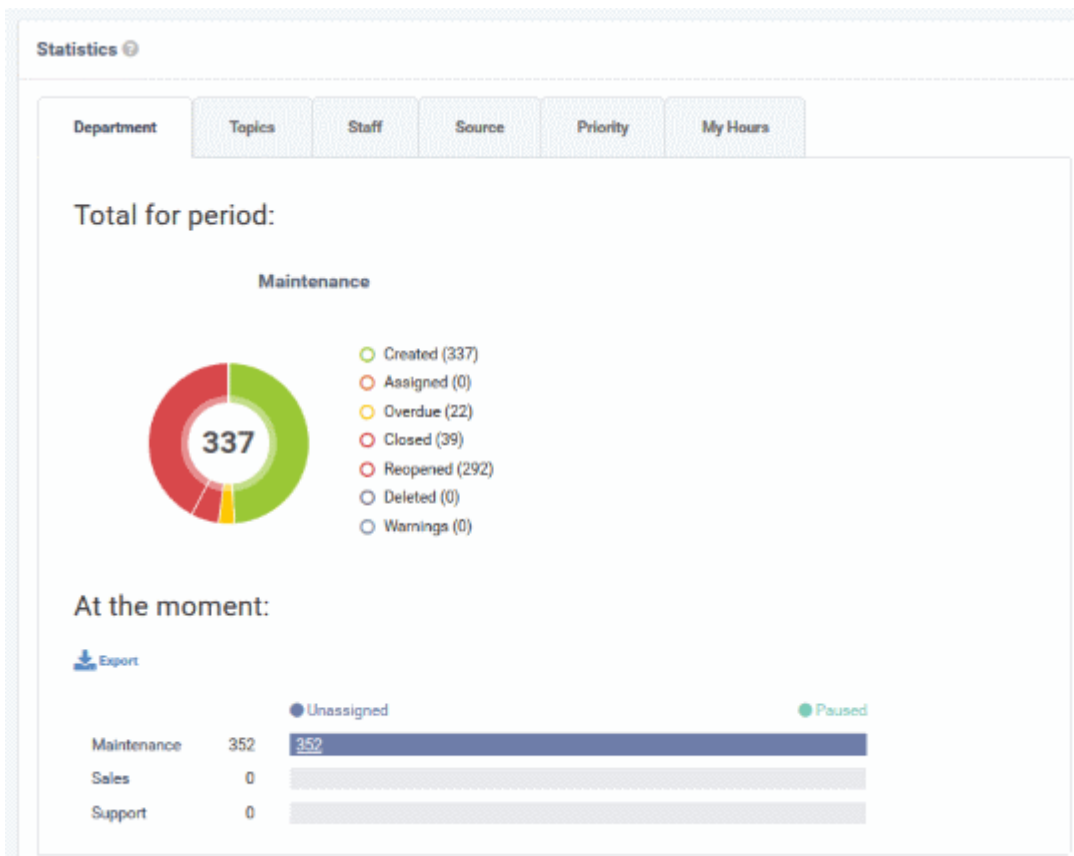 Statistics
Department Topics Staff Source Priority My Hours
Total for period:
Maintenance
337
Created (337)
Assigned (0)
Overdue (22)
Closed (39)
Reopened (292)
Deleted (0)
Warnings (0)
At the moment:
Export
Unassigned Paused
Maintenance 352 352
Sales 0
Support 0